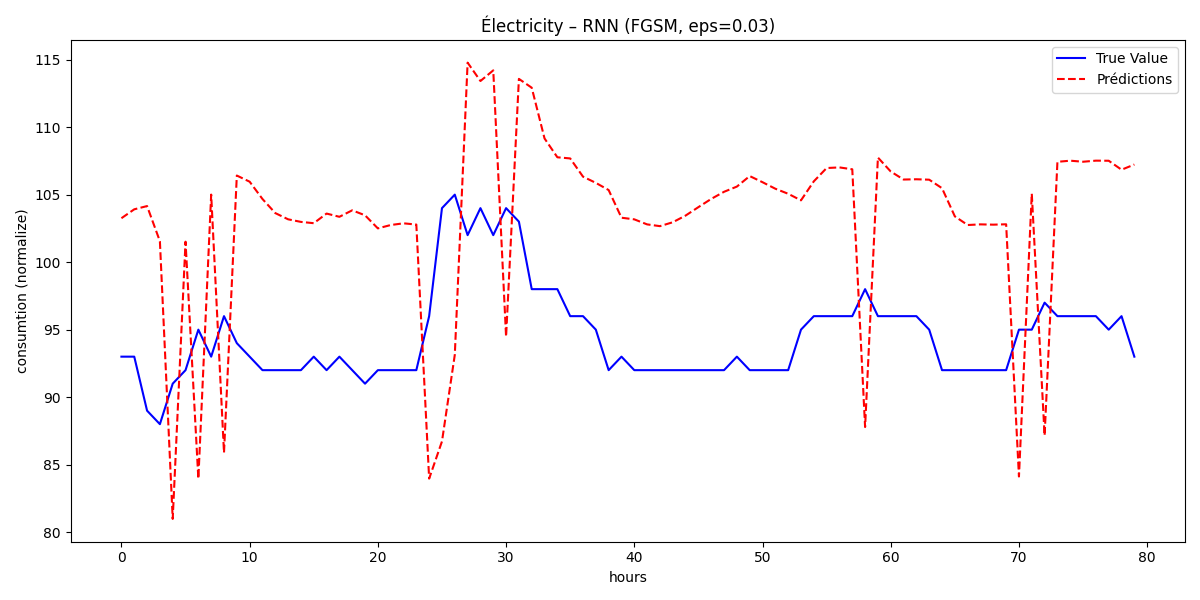 Électricity – RNN (FGSM, eps=0.03)
True Value
Prédictions
consumtion (normalize)
115
110
105
100
95
90
85
80
0 10 20 30 40 50 60 70 80
hours